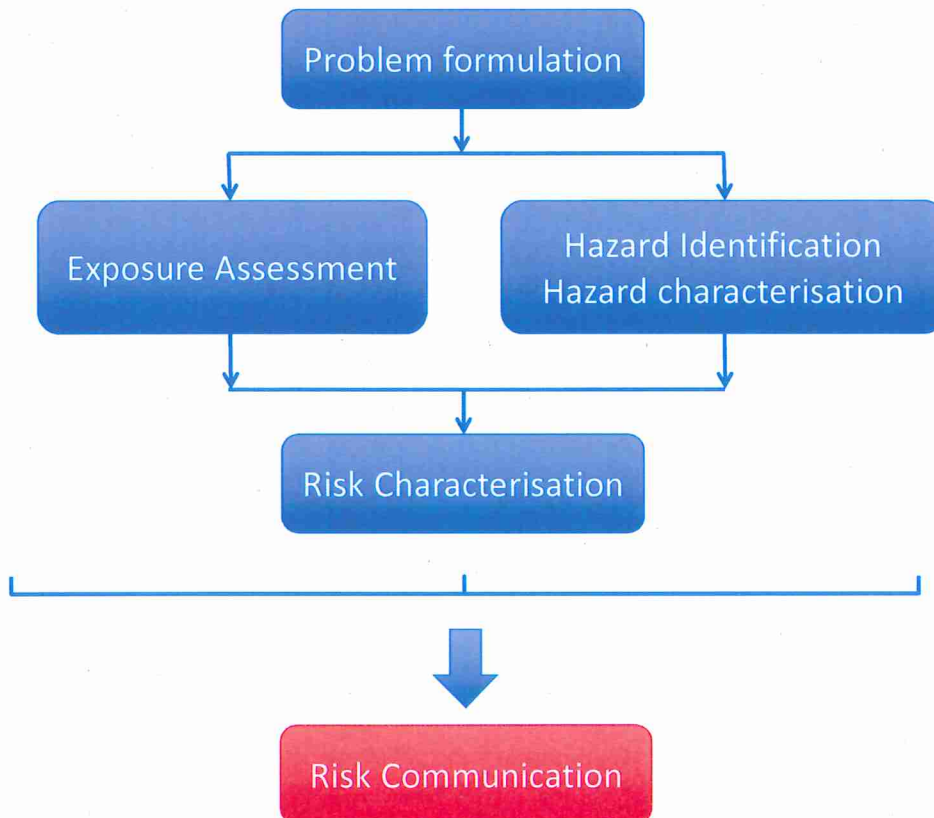 Problem formulation
Exposure Assessment
Hazard Identification
Hazard characterisation
Risk Characterisation
Risk Communication